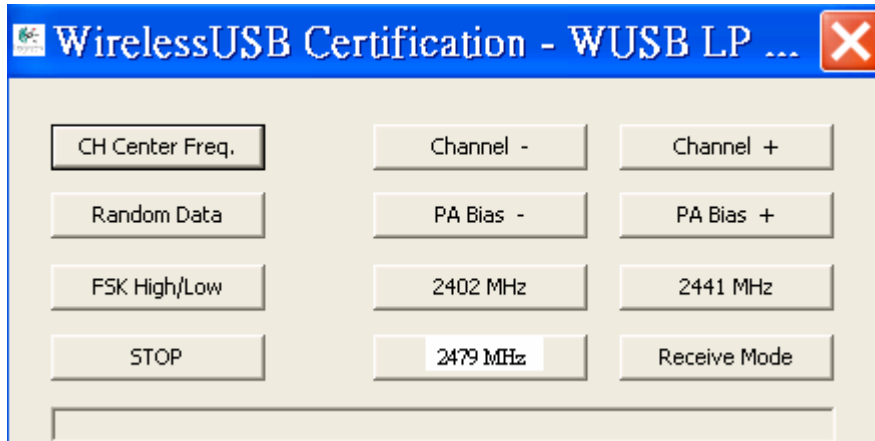 WirelessUSB Certification - WUSB LP ...
CH Center Freq. Channel - Channel +
Random Data PA Bias - PA Bias +
FSK High/Low 2402 MHz 2441 MHz
STOP 2479 MHz Receive Mode